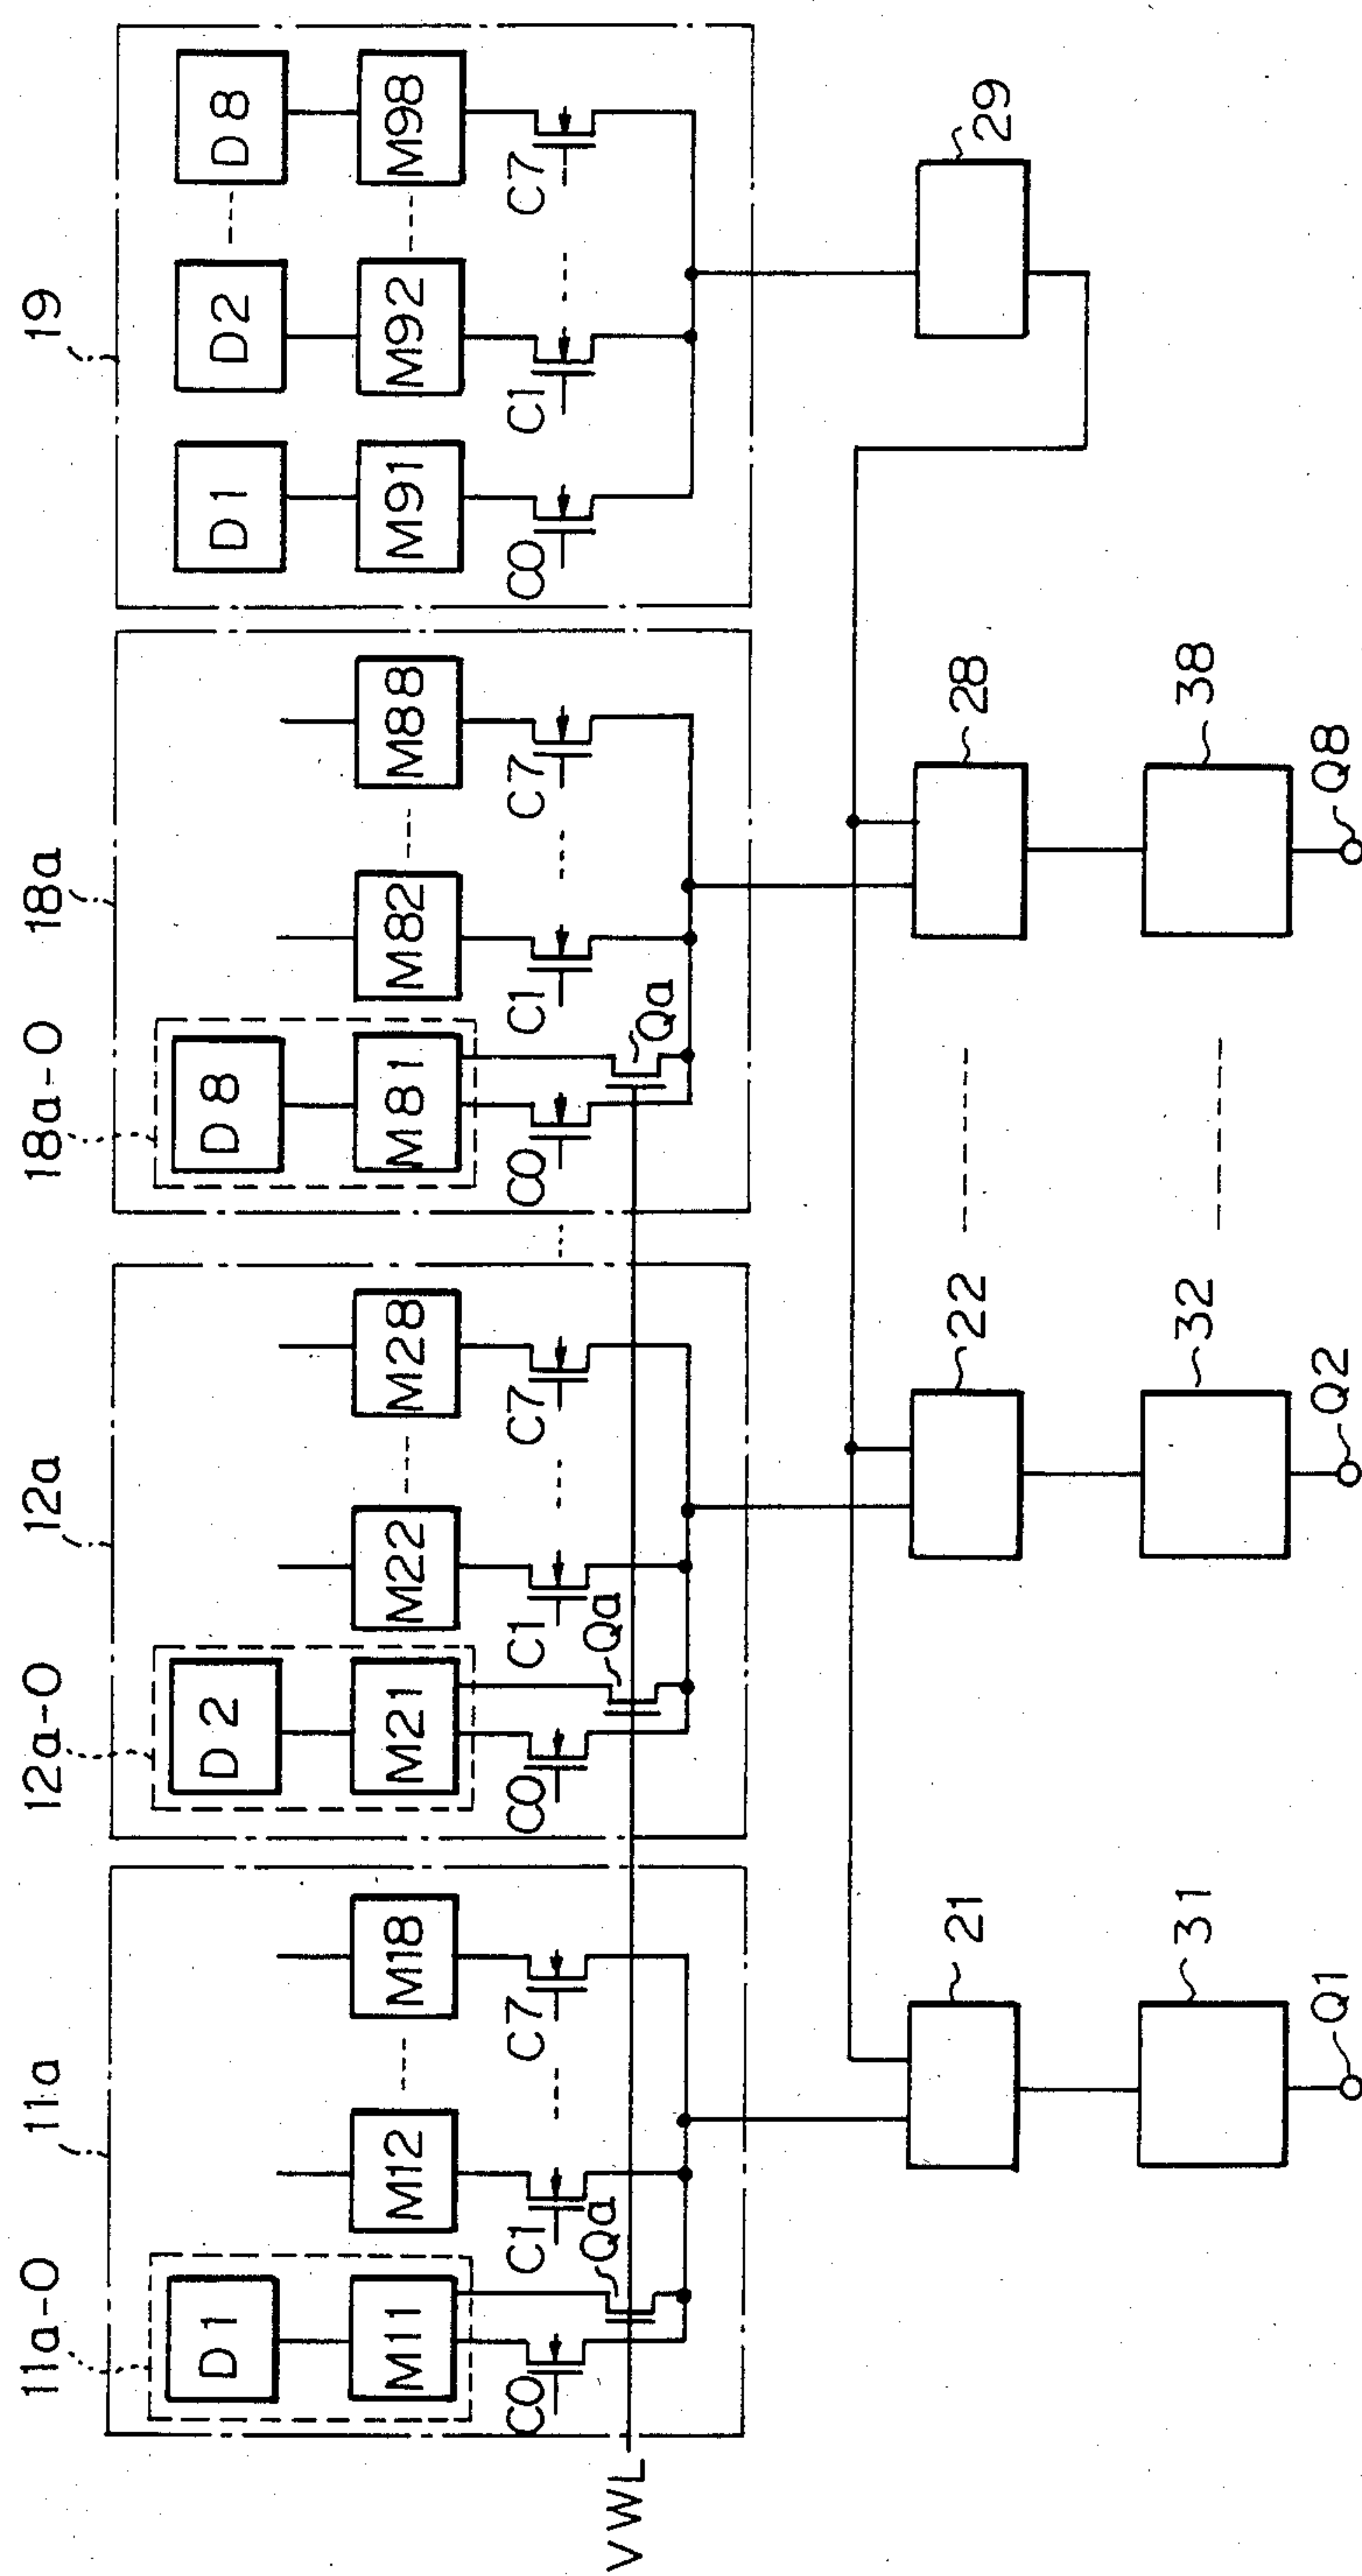 11a-0 11a 12a-0 12a 18a-0 18a 19
D1 D2 D8 D1 D2 D8
M11 M12 M18 M21 M22 M28 M81 M82 M88 M91 M92 M98
C0 C1 C7 C0 C1 C7 C0 C1 C7 C0 C1 C7
Qa Qa Qa
VWL
21 22 28 29
31 32 38
Q1 Q2 Q8